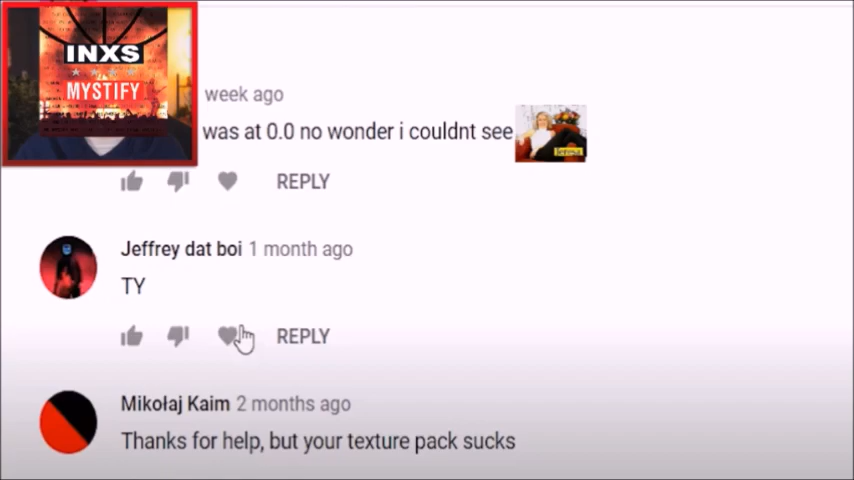 INXS
MYSTIFY
week ago
was at 0.0 no wonder i couldnt see
Teresa
REPLY
Jeffrey dat boi 1 month ago
TY
REPLY
Mikołaj Kaim 2 months ago
Thanks for help, but your texture pack sucks